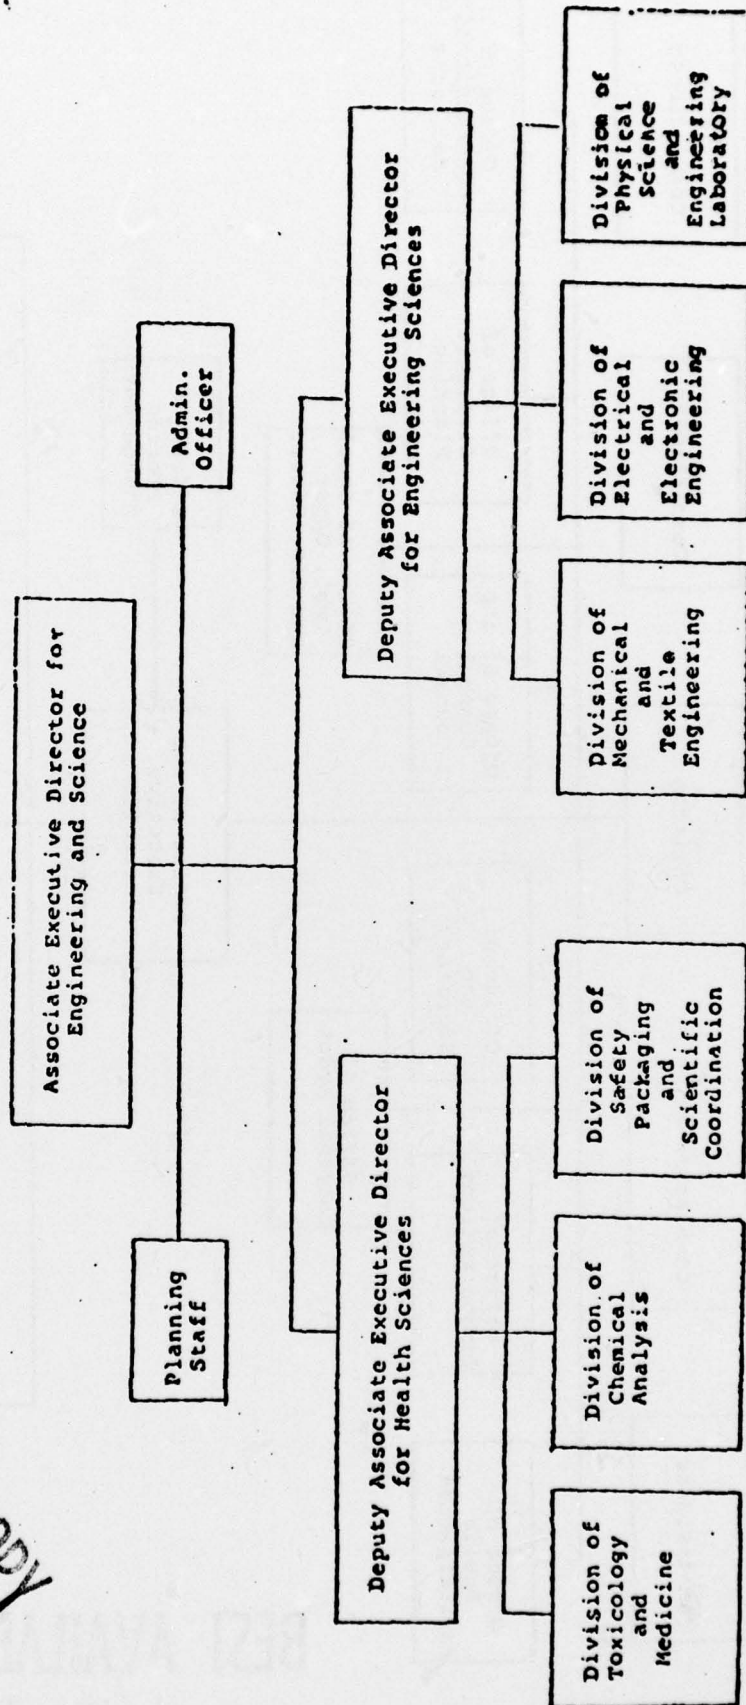 Associate Executive Director for
Engineering and Science
Planning
Staff
Admin.
Officer
Deputy Associate Executive Director
for Health Sciences
Deputy Associate Executive Director
for Engineering Sciences
Division of
Toxicology
and
Medicine
Division of
Chemical
Analysis
Division of
Safety
Packaging
and
Scientific
Coordination
Division of
Mechanical
and
Textile
Engineering
Division of
Electrical
and
Electronic
Engineering
Division of
Physical
Science
and
Engineering
Laboratory